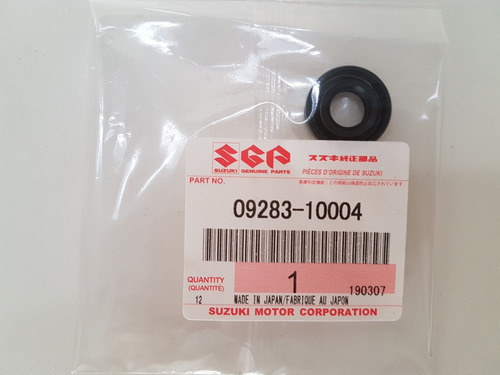 SGP スズキ純正部品
SUZUKI GENUINE PARTS PIÈCES D'ORIGINE DE SUZUKI
PART NO.
09283-10004
QUANTITY
(QUANTITÉ) 1 190307
12 MADE IN JAPAN/FABRIQUE AU JAPON
SUZUKI MOTOR CORPORATION